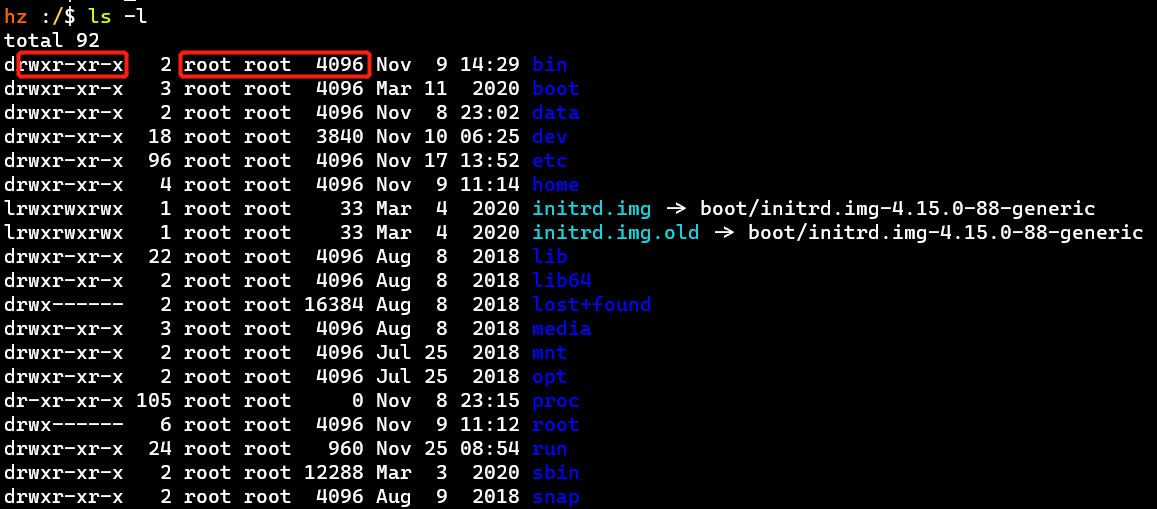 hz :/$ ls -l
total 92
drwxr-xr-x   2 root root  4096 Nov  9 14:29 bin
drwxr-xr-x   3 root root  4096 Mar 11  2020 boot
drwxr-xr-x   2 root root  4096 Nov  8 23:02 data
drwxr-xr-x  18 root root  3840 Nov 10 06:25 dev
drwxr-xr-x  96 root root  4096 Nov 17 13:52 etc
drwxr-xr-x   4 root root  4096 Nov  9 11:14 home
lrwxrwxrwx   1 root root    33 Mar  4  2020 initrd.img -> boot/initrd.img-4.15.0-88-generic
lrwxrwxrwx   1 root root    33 Mar  4  2020 initrd.img.old -> boot/initrd.img-4.15.0-88-generic
drwxr-xr-x  22 root root  4096 Aug  8  2018 lib
drwxr-xr-x   2 root root  4096 Aug  8  2018 lib64
drwx------   2 root root 16384 Aug  8  2018 lost+found
drwxr-xr-x   3 root root  4096 Aug  8  2018 media
drwxr-xr-x   2 root root  4096 Jul 25  2018 mnt
drwxr-xr-x   2 root root  4096 Jul 25  2018 opt
dr-xr-xr-x 105 root root     0 Nov  8 23:15 proc
drwx------   6 root root  4096 Nov  9 11:12 root
drwxr-xr-x  24 root root   960 Nov 25 08:54 run
drwxr-xr-x   2 root root 12288 Mar  3  2020 sbin
drwxr-xr-x   2 root root  4096 Aug  9  2018 snap